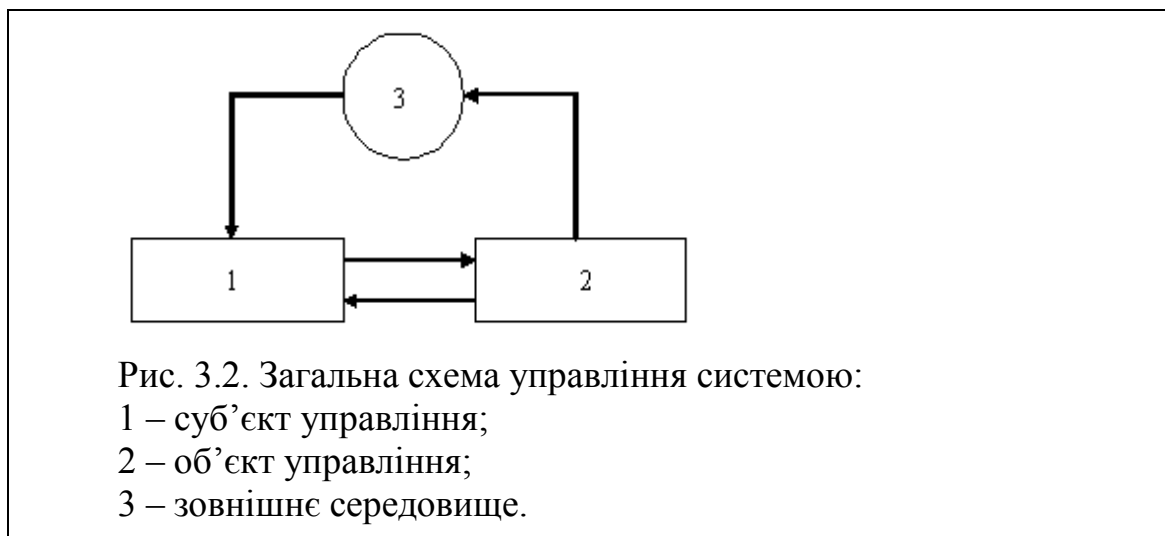 3
1
2
Рис. 3.2. Загальна схема управління системою:
1 – суб’єкт управління;
2 – об’єкт управління;
3 – зовнішнє середовище.